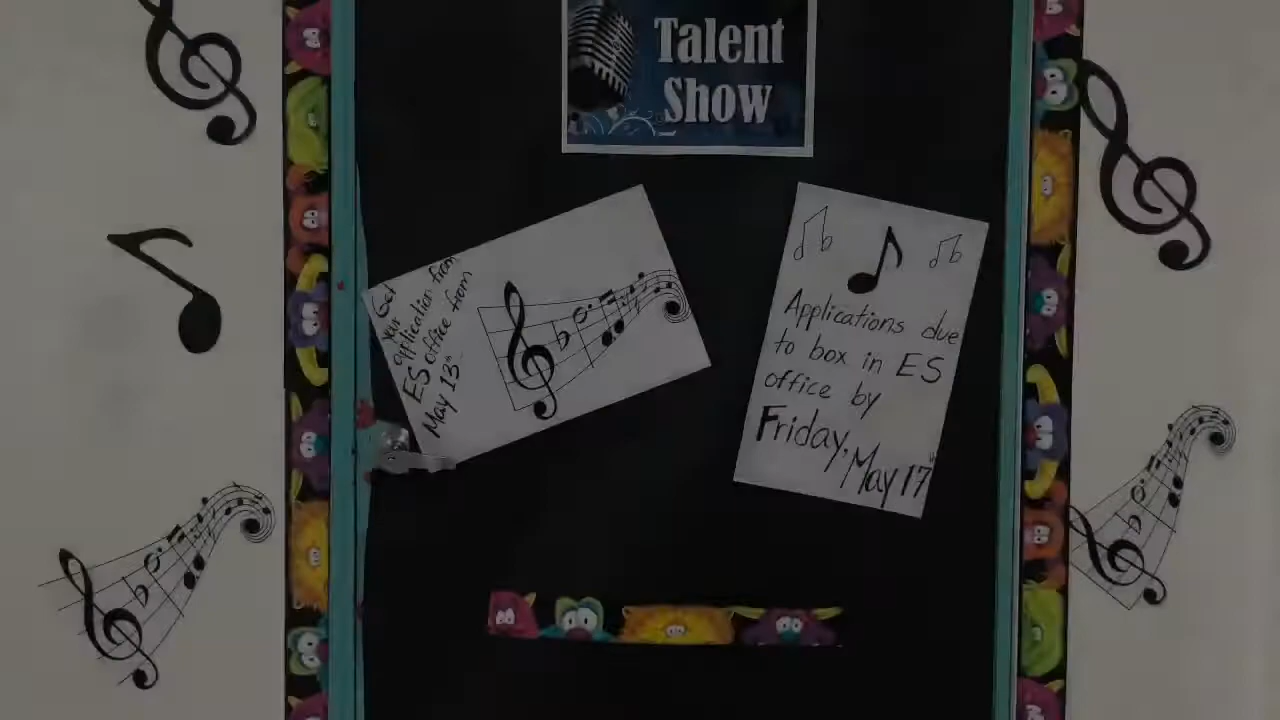 Talent
Show
Get
your
application from
ES office from
May 13th
Applications due
to box in ES
office by
Friday, May 17th